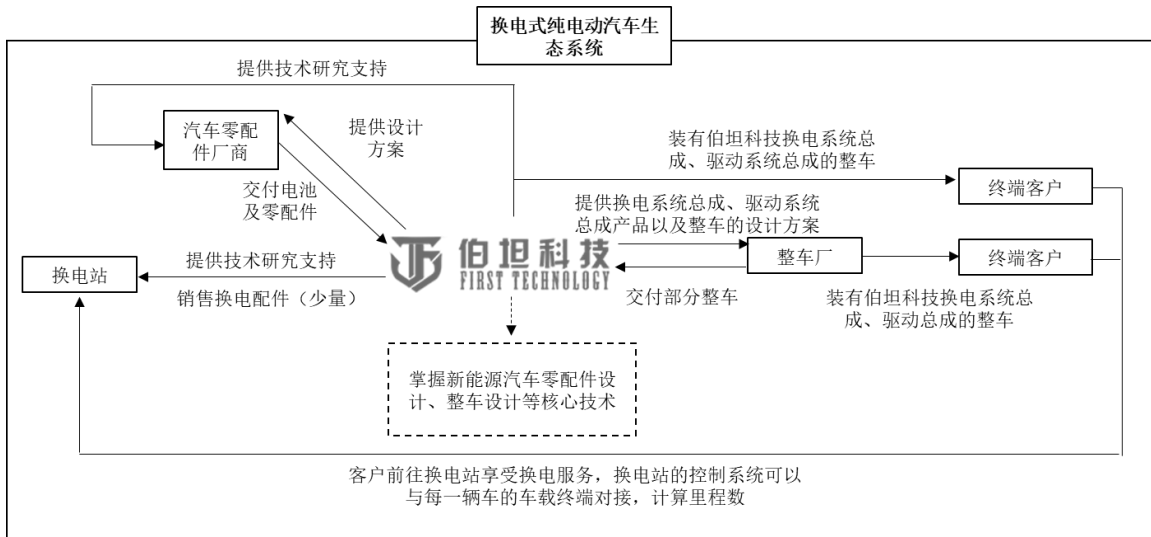 换电式纯电动汽车生
态系统
提供技术研究支持
汽车零配
件厂商
提供设计
方案
装有伯坦科技换电系统总
成、驱动系统总成的整车
终端客户
交付电池
及零配件
提供换电系统总成、驱动系统
总成产品以及整车的设计方案
换电站
提供技术研究支持
销售换电配件（少量）
伯坦科技
FIRST TECHNOLOGY
整车厂
终端客户
交付部分整车
装有伯坦科技换电系统总
成、驱动总成的整车
掌握新能源汽车零配件设
计、整车设计等核心技术
客户前往换电站享受换电服务，换电站的控制系统可以
与每一辆车的车载终端对接，计算里程数